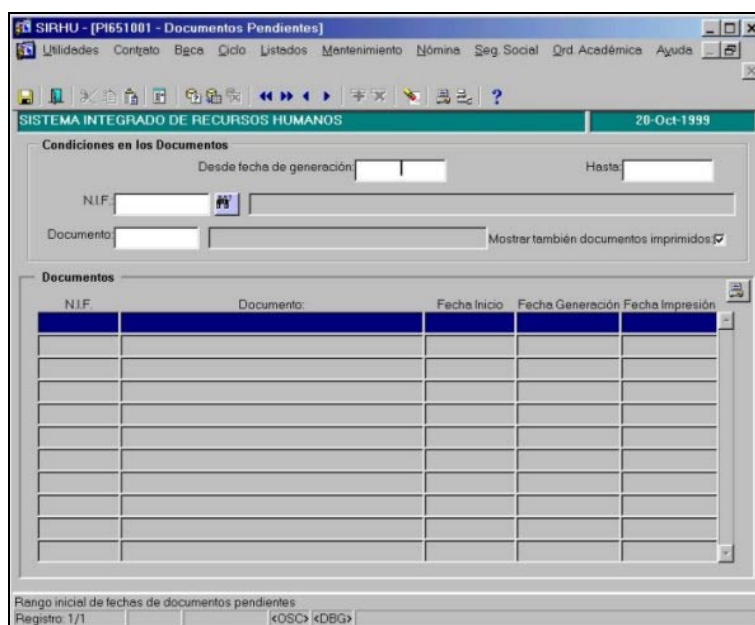 SIRHU - [PI651001 - Documentos Pendientes]
Utilidades Contrato Beca Ciclo Listados Mantenimiento Nómina Seg. Social Ord. Académica Ayuda
SISTEMA INTEGRADO DE RECURSOS HUMANOS 20-Oct-1999
Condiciones en los Documentos
Desde fecha de generación: Hasta:
N.I.F.:
Documento: Mostrar también documentos imprimidos:
Documentos
N.I.F. Documento: Fecha Inicio Fecha Generación Fecha Impresión
Rango inicial de fechas de documentos pendientes
Registro: 1/1 <OSC> <DBG>